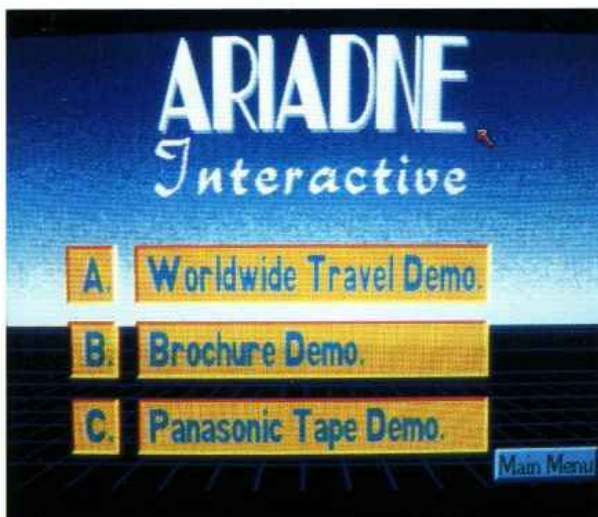 ARIADNE
Interactive
A. Worldwide Travel Demo.
B. Brochure Demo.
C. Panasonic Tape Demo.
Main Menu